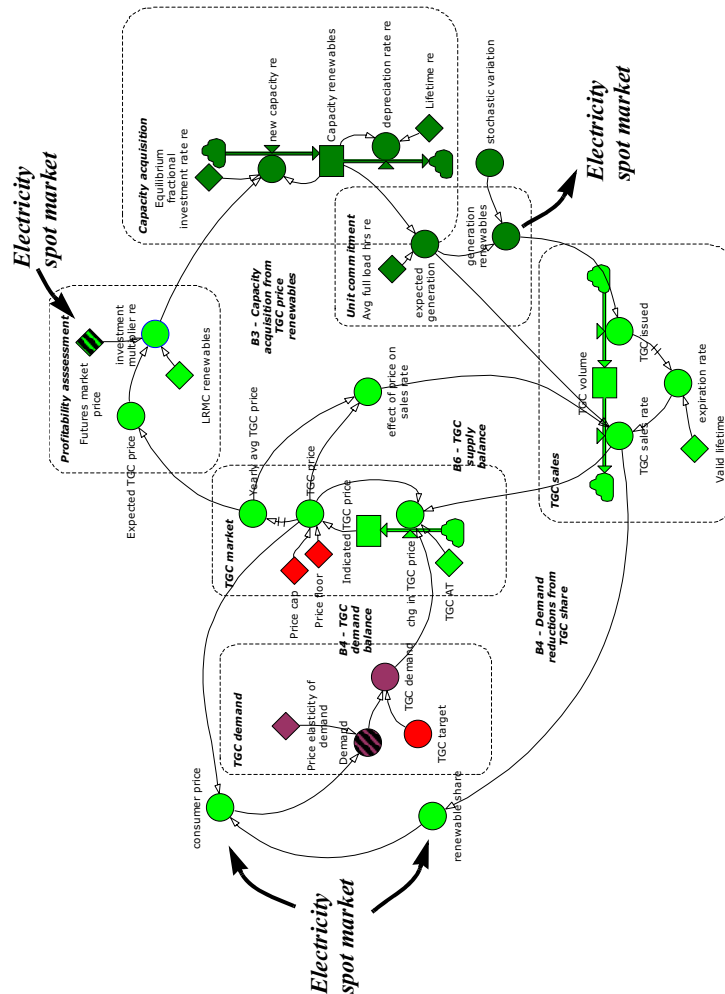 Electricity
spot market
Electricity
spot market
Electricity
spot market
consumer price
renewable share
TGC demand
Price elasticity of
demand
Demand
TGC demand
TGC target
B4 - TGC
demand
balance
B4 - Demand
reductions from
TGC share
TGC market
Yearly avg TGC price
TGC price
Price cap
Price floor
Indicated TGC price
chg in TGC price
TGC AT
B6 - TGC
supply
balance
effect of price on
sales rate
Expected TGC price
Profitability asssesment
Futures market
price
investment
multiplier re
LRMC renewables
B3 - Capacity
acquisition from
TGC price
renewables
TGC sales
TGC volume
TGC sales rate
TGC issued
expiration rate
Valid lifetime
Unit commitment
Avg full load hrs re
expected
generation
generation
renewables
Capacity acquisition
Equilibrium
fractional
investment rate re
new capacity re
Capacity renewables
depreciation rate re
Lifetime re
stochastic variation